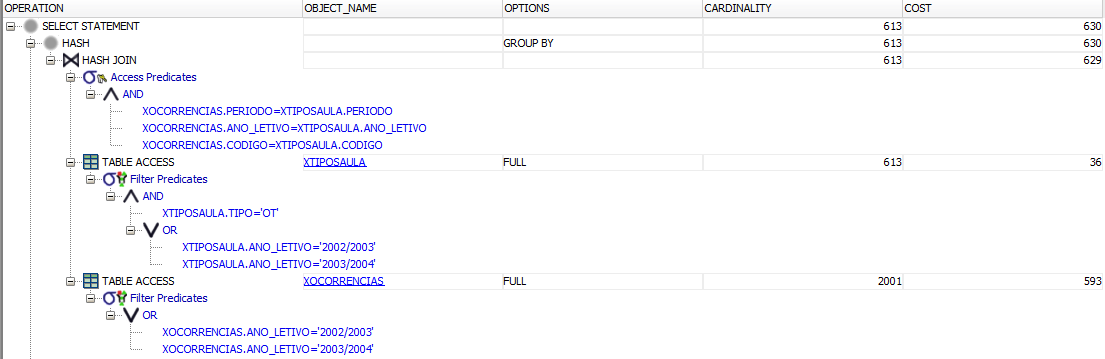 OPERATION OBJECT_NAME OPTIONS CARDINALITY COST
SELECT STATEMENT 613 630
HASH GROUP BY 613 630
HASH JOIN 613 629
Access Predicates
AND
XOCORRENCIAS.PERIODO=XTIPOSAULA.PERIODO
XOCORRENCIAS.ANO_LETIVO=XTIPOSAULA.ANO_LETIVO
XOCORRENCIAS.CODIGO=XTIPOSAULA.CODIGO
TABLE ACCESS XTIPOSAULA FULL 613 36
Filter Predicates
AND
XTIPOSAULA.TIPO='OT'
OR
XTIPOSAULA.ANO_LETIVO='2002/2003'
XTIPOSAULA.ANO_LETIVO='2003/2004'
TABLE ACCESS XOCORRENCIAS FULL 2001 593
Filter Predicates
OR
XOCORRENCIAS.ANO_LETIVO='2002/2003'
XOCORRENCIAS.ANO_LETIVO='2003/2004'